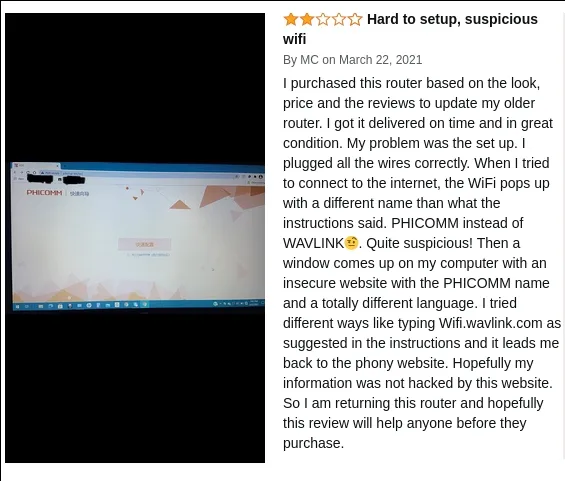 PHICOMM
Hard to setup, suspicious
wifi
By MC on March 22, 2021
I purchased this router based on the look,
price and the reviews to update my older
router. I got it delivered on time and in great
condition. My problem was the set up. I
plugged all the wires correctly. When I tried
to connect to the internet, the WiFi pops up
with a different name than what the
instructions said. PHICOMM instead of
WAVLINK🤨. Quite suspicious! Then a
window comes up on my computer with an
insecure website with the PHICOMM name
and a totally different language. I tried
different ways like typing Wifi.wavlink.com as
suggested in the instructions and it leads me
back to the phony website. Hopefully my
information was not hacked by this website.
So I am returning this router and hopefully
this review will help anyone before they
purchase.